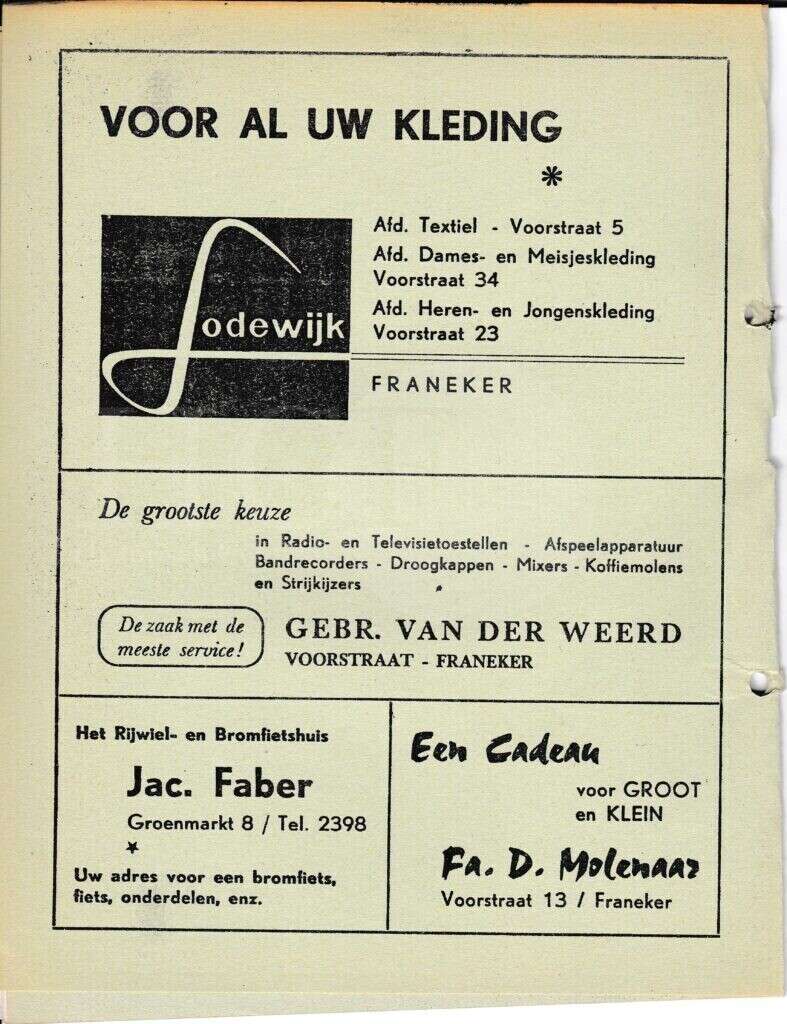 VOOR AL UW KLEDING
*
Lodewijk
Afd. Textiel - Voorstraat 5
Afd. Dames- en Meisjeskleding
Voorstraat 34
Afd. Heren- en Jongenskleding
Voorstraat 23
FRANEKER
De grootste keuze
in Radio- en Televisietoestellen - Afspeelapparatuur
Bandrecorders - Droogkappen - Mixers - Koffiemolens
en Strijkijzers
De zaak met de
meeste service!
GEBR. VAN DER WEERD
VOORSTRAAT - FRANEKER
Het Rijwiel- en Bromfietshuis
Jac. Faber
Groenmarkt 8 / Tel. 2398
Uw adres voor een bromfiets,
fiets, onderdelen, enz.
Een Cadeau
voor GROOT
en KLEIN
Fa. D. Molenaar
Voorstraat 13 / Franeker